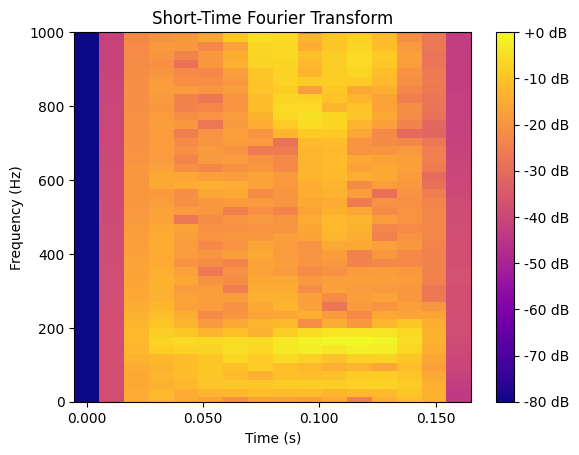 Short-Time Fourier Transform
Frequency (Hz)
1000
800
600
400
200
0
0.000
0.050
0.100
0.150
Time (s)
+0 dB
-10 dB
-20 dB
-30 dB
-40 dB
-50 dB
-60 dB
-70 dB
-80 dB